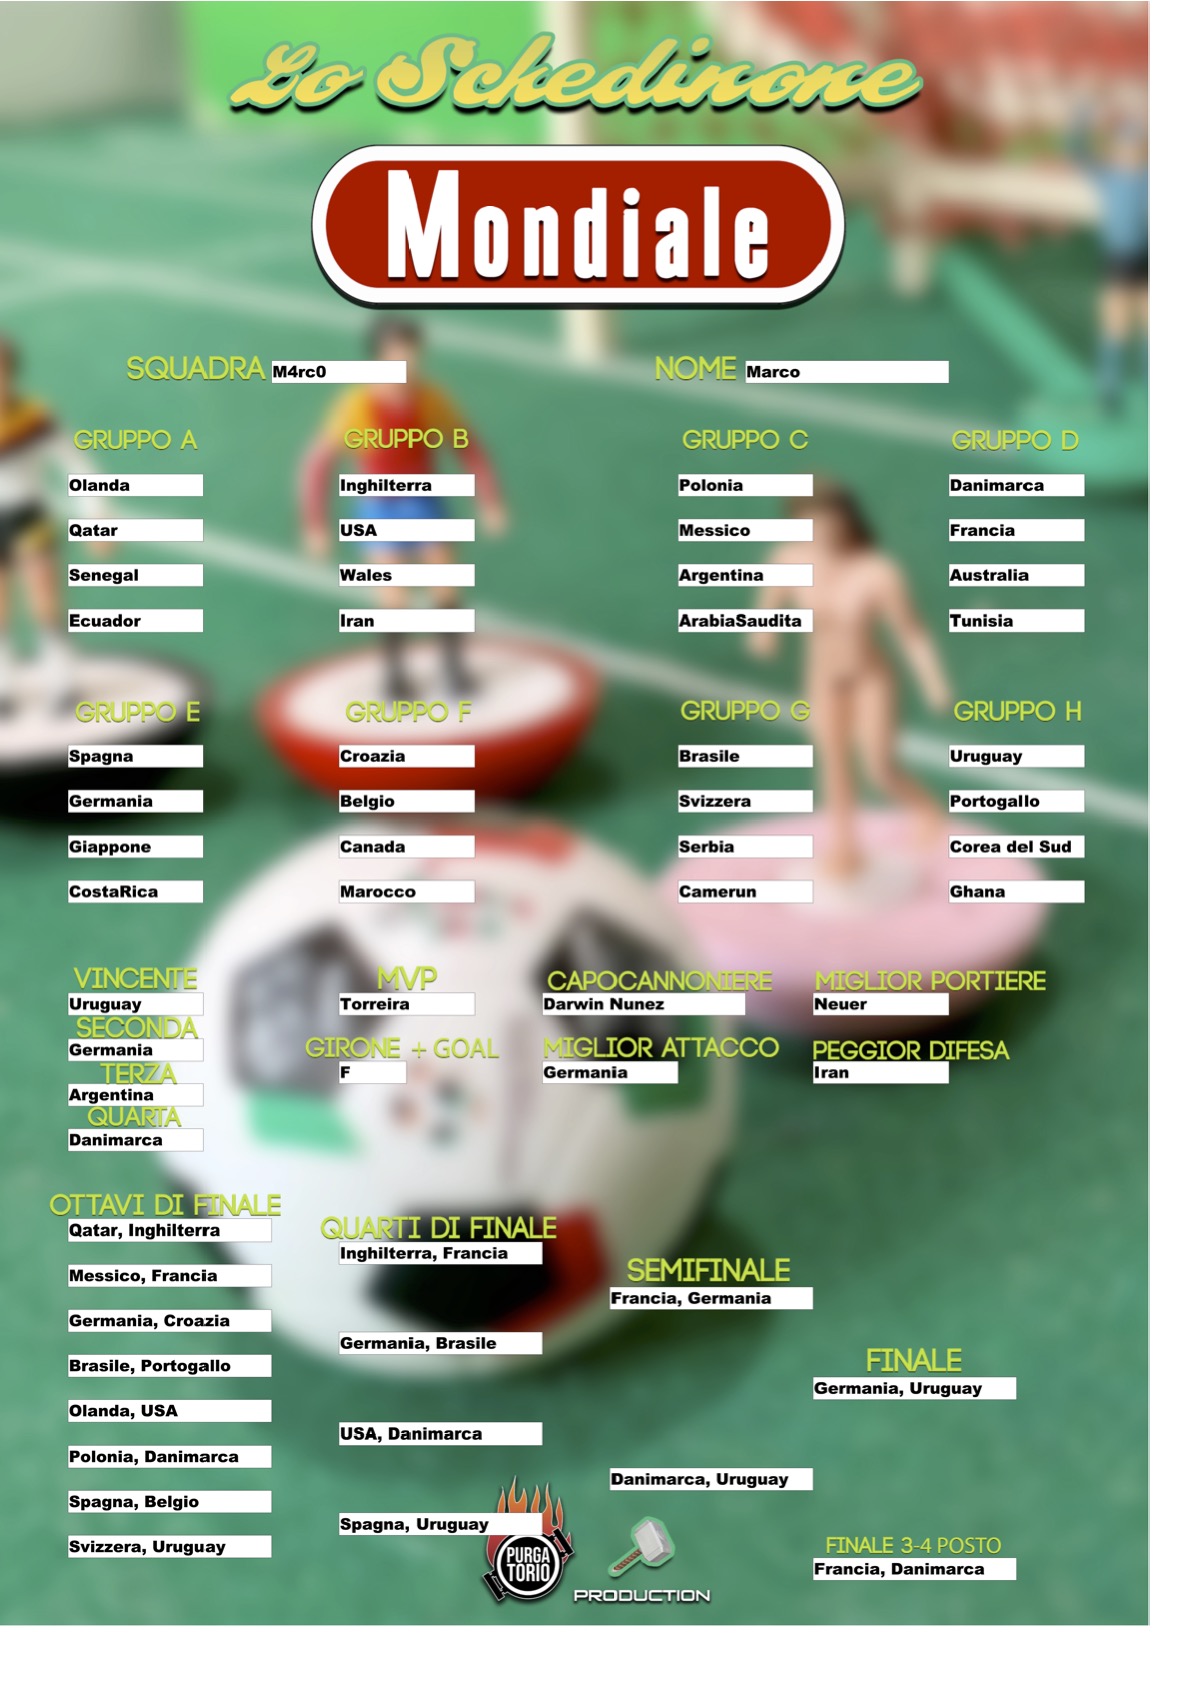 Lo Schedinone
Mondiale
SQUADRA M4rc0 NOME Marco
GRUPPO A GRUPPO B GRUPPO C GRUPPO D
Olanda Inghilterra Polonia Danimarca
Qatar USA Messico Francia
Senegal Wales Argentina Australia
Ecuador Iran ArabiaSaudita Tunisia
GRUPPO E GRUPPO F GRUPPO G GRUPPO H
Spagna Croazia Brasile Uruguay
Germania Belgio Svizzera Portogallo
Giappone Canada Serbia Corea del Sud
CostaRica Marocco Camerun Ghana
VINCENTE MVP CAPOCANNONIERE MIGLIOR PORTIERE
Uruguay Torreira Darwin Nunez Neuer
SECONDA GIRONE + GOAL MIGLIOR ATTACCO PEGGIOR DIFESA
Germania F Germania Iran
TERZA
Argentina
QUARTA
Danimarca
OTTAVI DI FINALE
Qatar, Inghilterra
Messico, Francia
Germania, Croazia
Brasile, Portogallo
Olanda, USA
Polonia, Danimarca
Spagna, Belgio
Svizzera, Uruguay
QUARTI DI FINALE
Inghilterra, Francia
Germania, Brasile
USA, Danimarca
Spagna, Uruguay
SEMIFINALE
Francia, Germania
Danimarca, Uruguay
FINALE
Germania, Uruguay
FINALE 3-4 POSTO
Francia, Danimarca
PURGA
TORIO
PRODUCTION